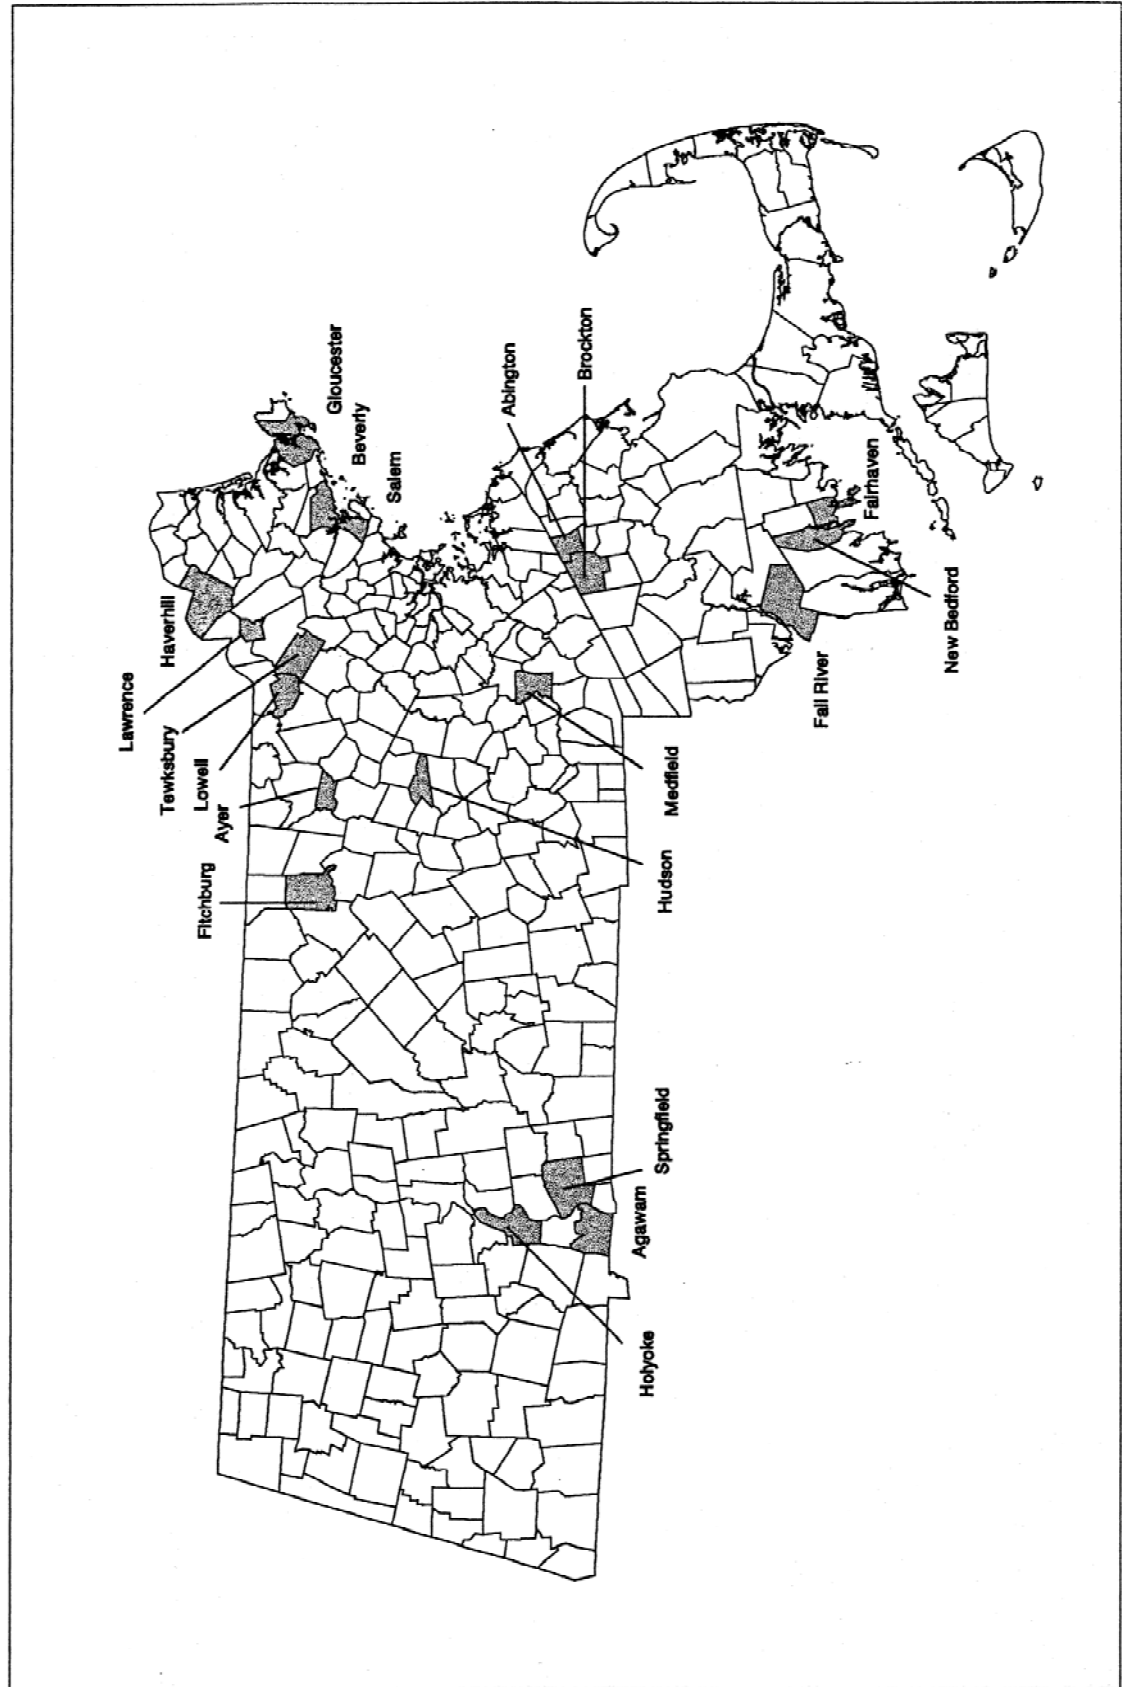 Gloucester
Beverly
Salem
Haverhill
Lawrence
Tewksbury
Lowell
Ayer
Fitchburg
Abington
Brockton
Fairhaven
New Bedford
Fall River
Medfield
Hudson
Springfield
Agawam
Holyoke